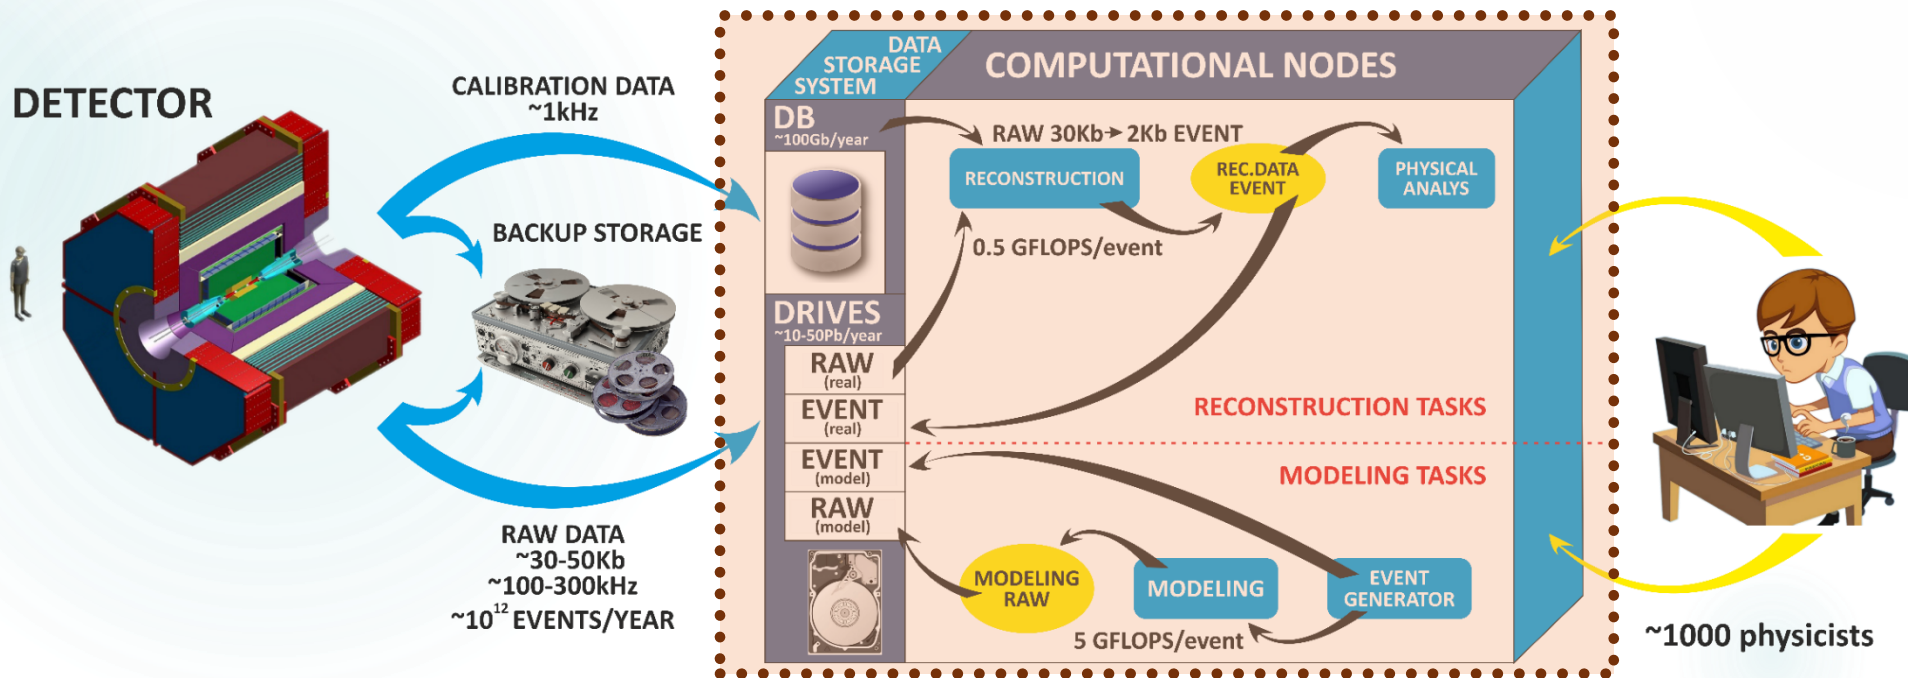 DETECTOR
CALIBRATION DATA
~1kHz
BACKUP STORAGE
RAW DATA
~30-50Kb
~100-300kHz
~10¹² EVENTS/YEAR
DATA
STORAGE
SYSTEM
COMPUTATIONAL NODES
DB
~100Gb/year
DRIVES
~10-50Pb/year
RAW
(real)
EVENT
(real)
EVENT
(model)
RAW
(model)
RAW 30Kb→2Kb EVENT
RECONSTRUCTION
REC.DATA
EVENT
PHYSICAL
ANALYS
0.5 GFLOPS/event
RECONSTRUCTION TASKS
MODELING TASKS
MODELING
RAW
MODELING
EVENT
GENERATOR
5 GFLOPS/event
~1000 physicists